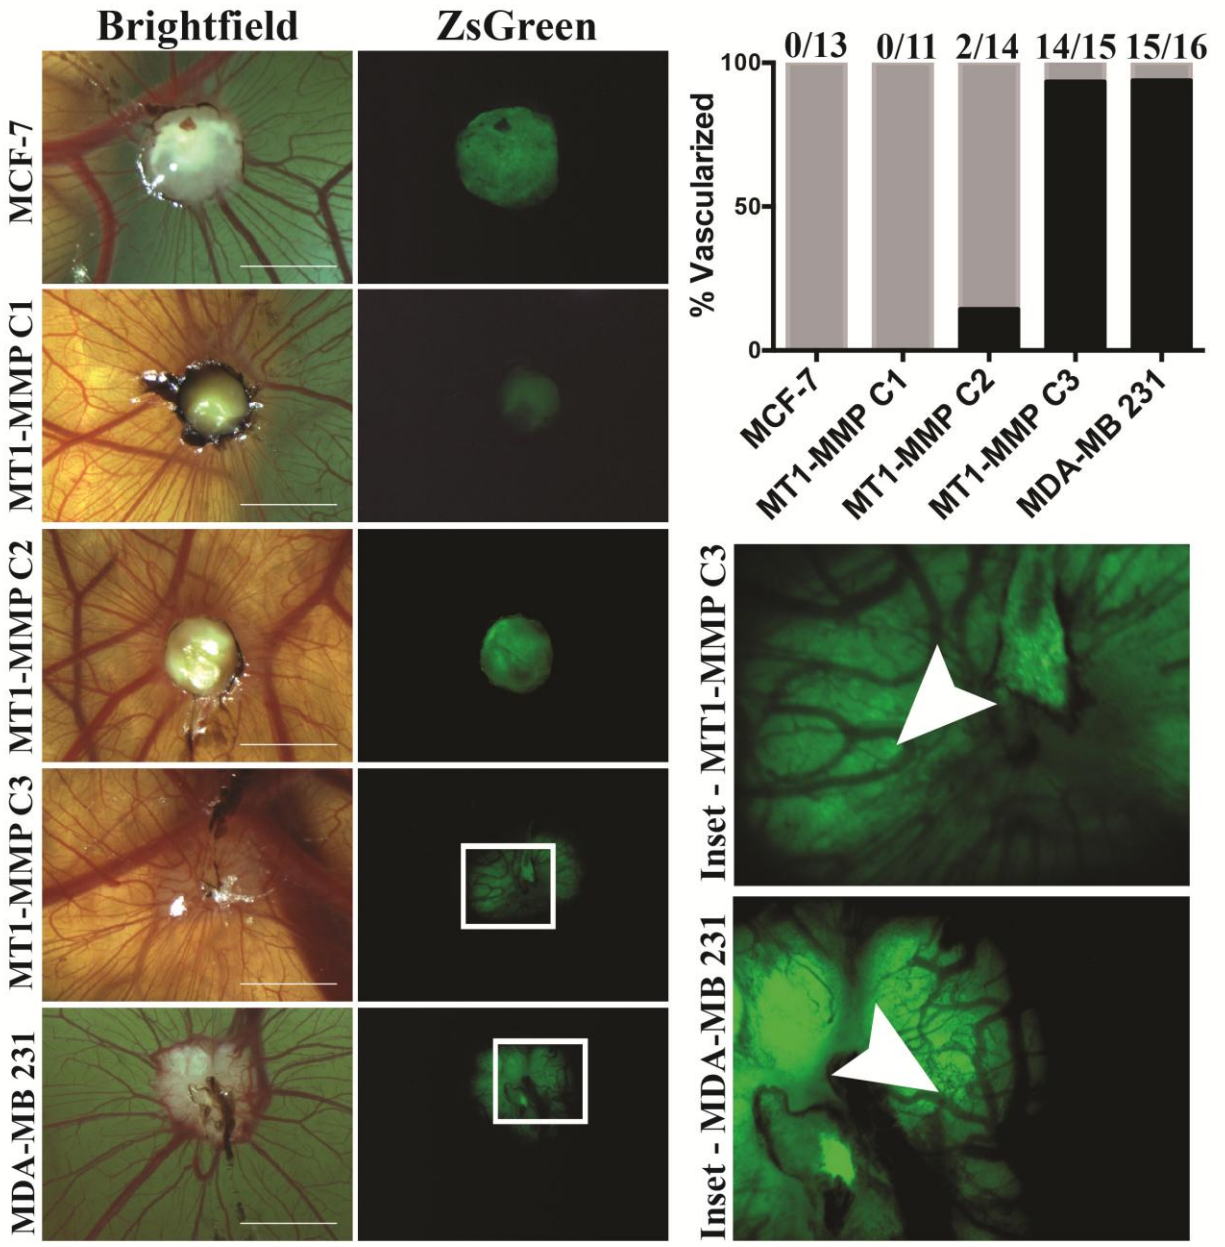 Brightfield
ZsGreen
MCF-7
MT1-MMP C1
MT1-MMP C2
MT1-MMP C3
MDA-MB 231
0/13 0/11 2/14 14/15 15/16
100
50
0
% Vascularized
MCF-7
MT1-MMP C1
MT1-MMP C2
MT1-MMP C3
MDA-MB 231
Inset - MT1-MMP C3
Inset - MDA-MB 231